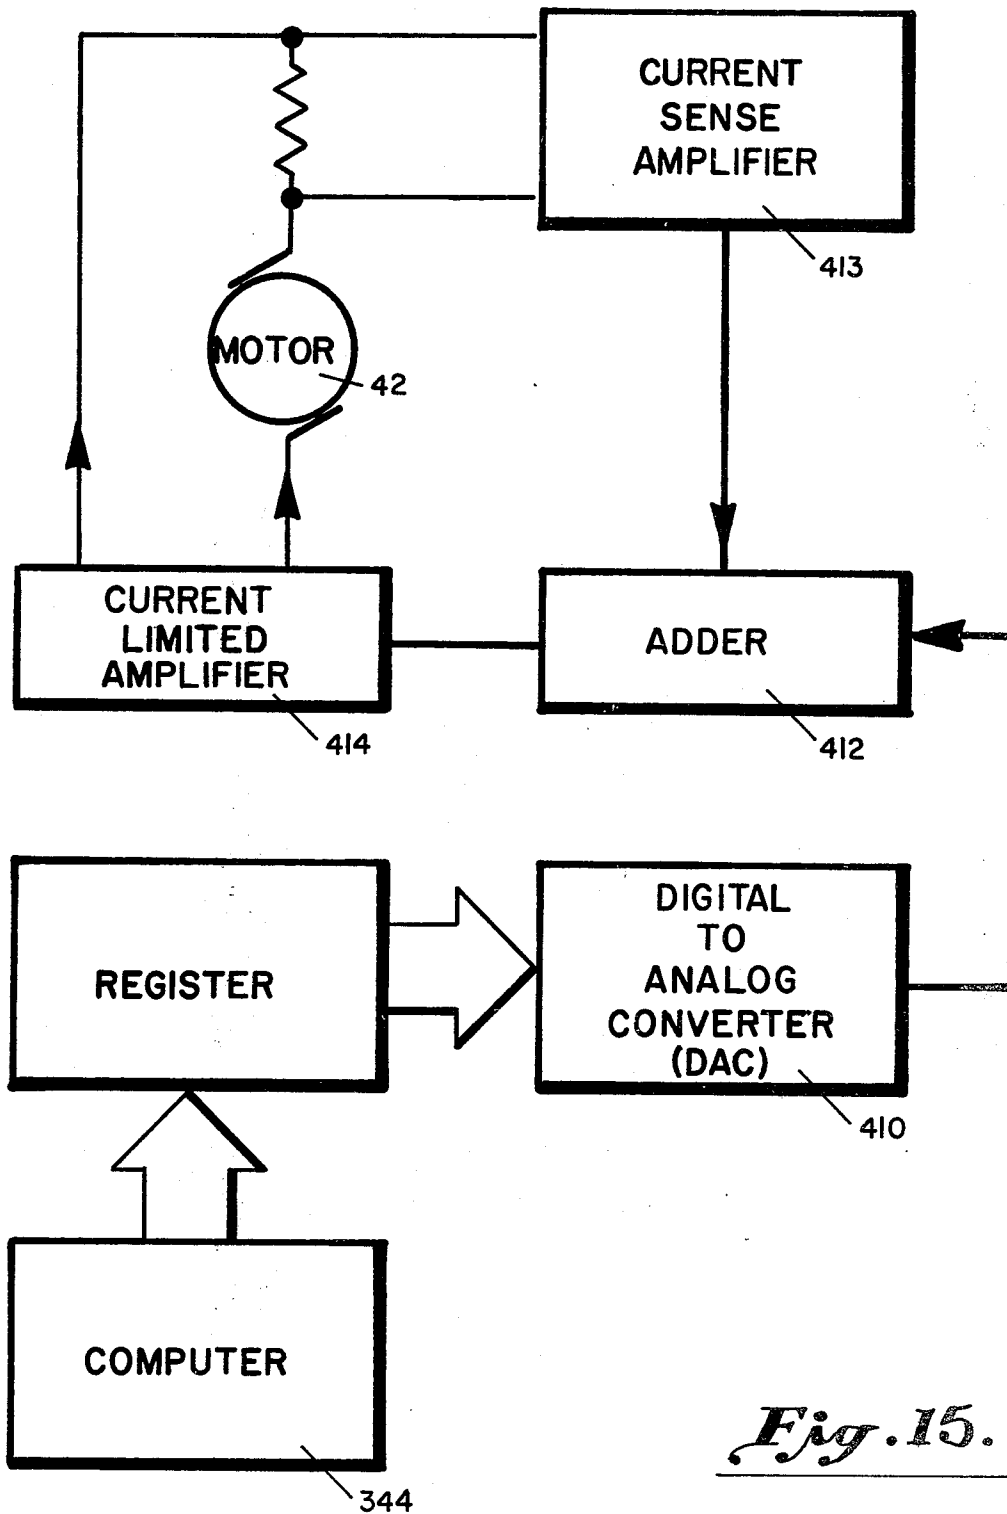 CURRENT
SENSE
AMPLIFIER
413
MOTOR
42
CURRENT
LIMITED
AMPLIFIER
414
ADDER
412
REGISTER
DIGITAL
TO
ANALOG
CONVERTER
(DAC)
410
COMPUTER
344
Fig. 15.